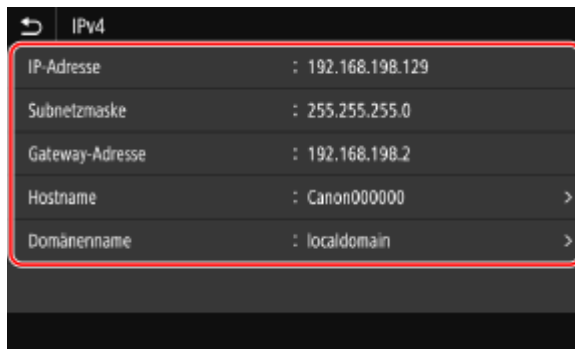 IPv4
IP-Adresse : 192.168.198.129
Subnetzmaske : 255.255.255.0
Gateway-Adresse : 192.168.198.2
Hostname : Canon000000 >
Domänenname : localdomain >